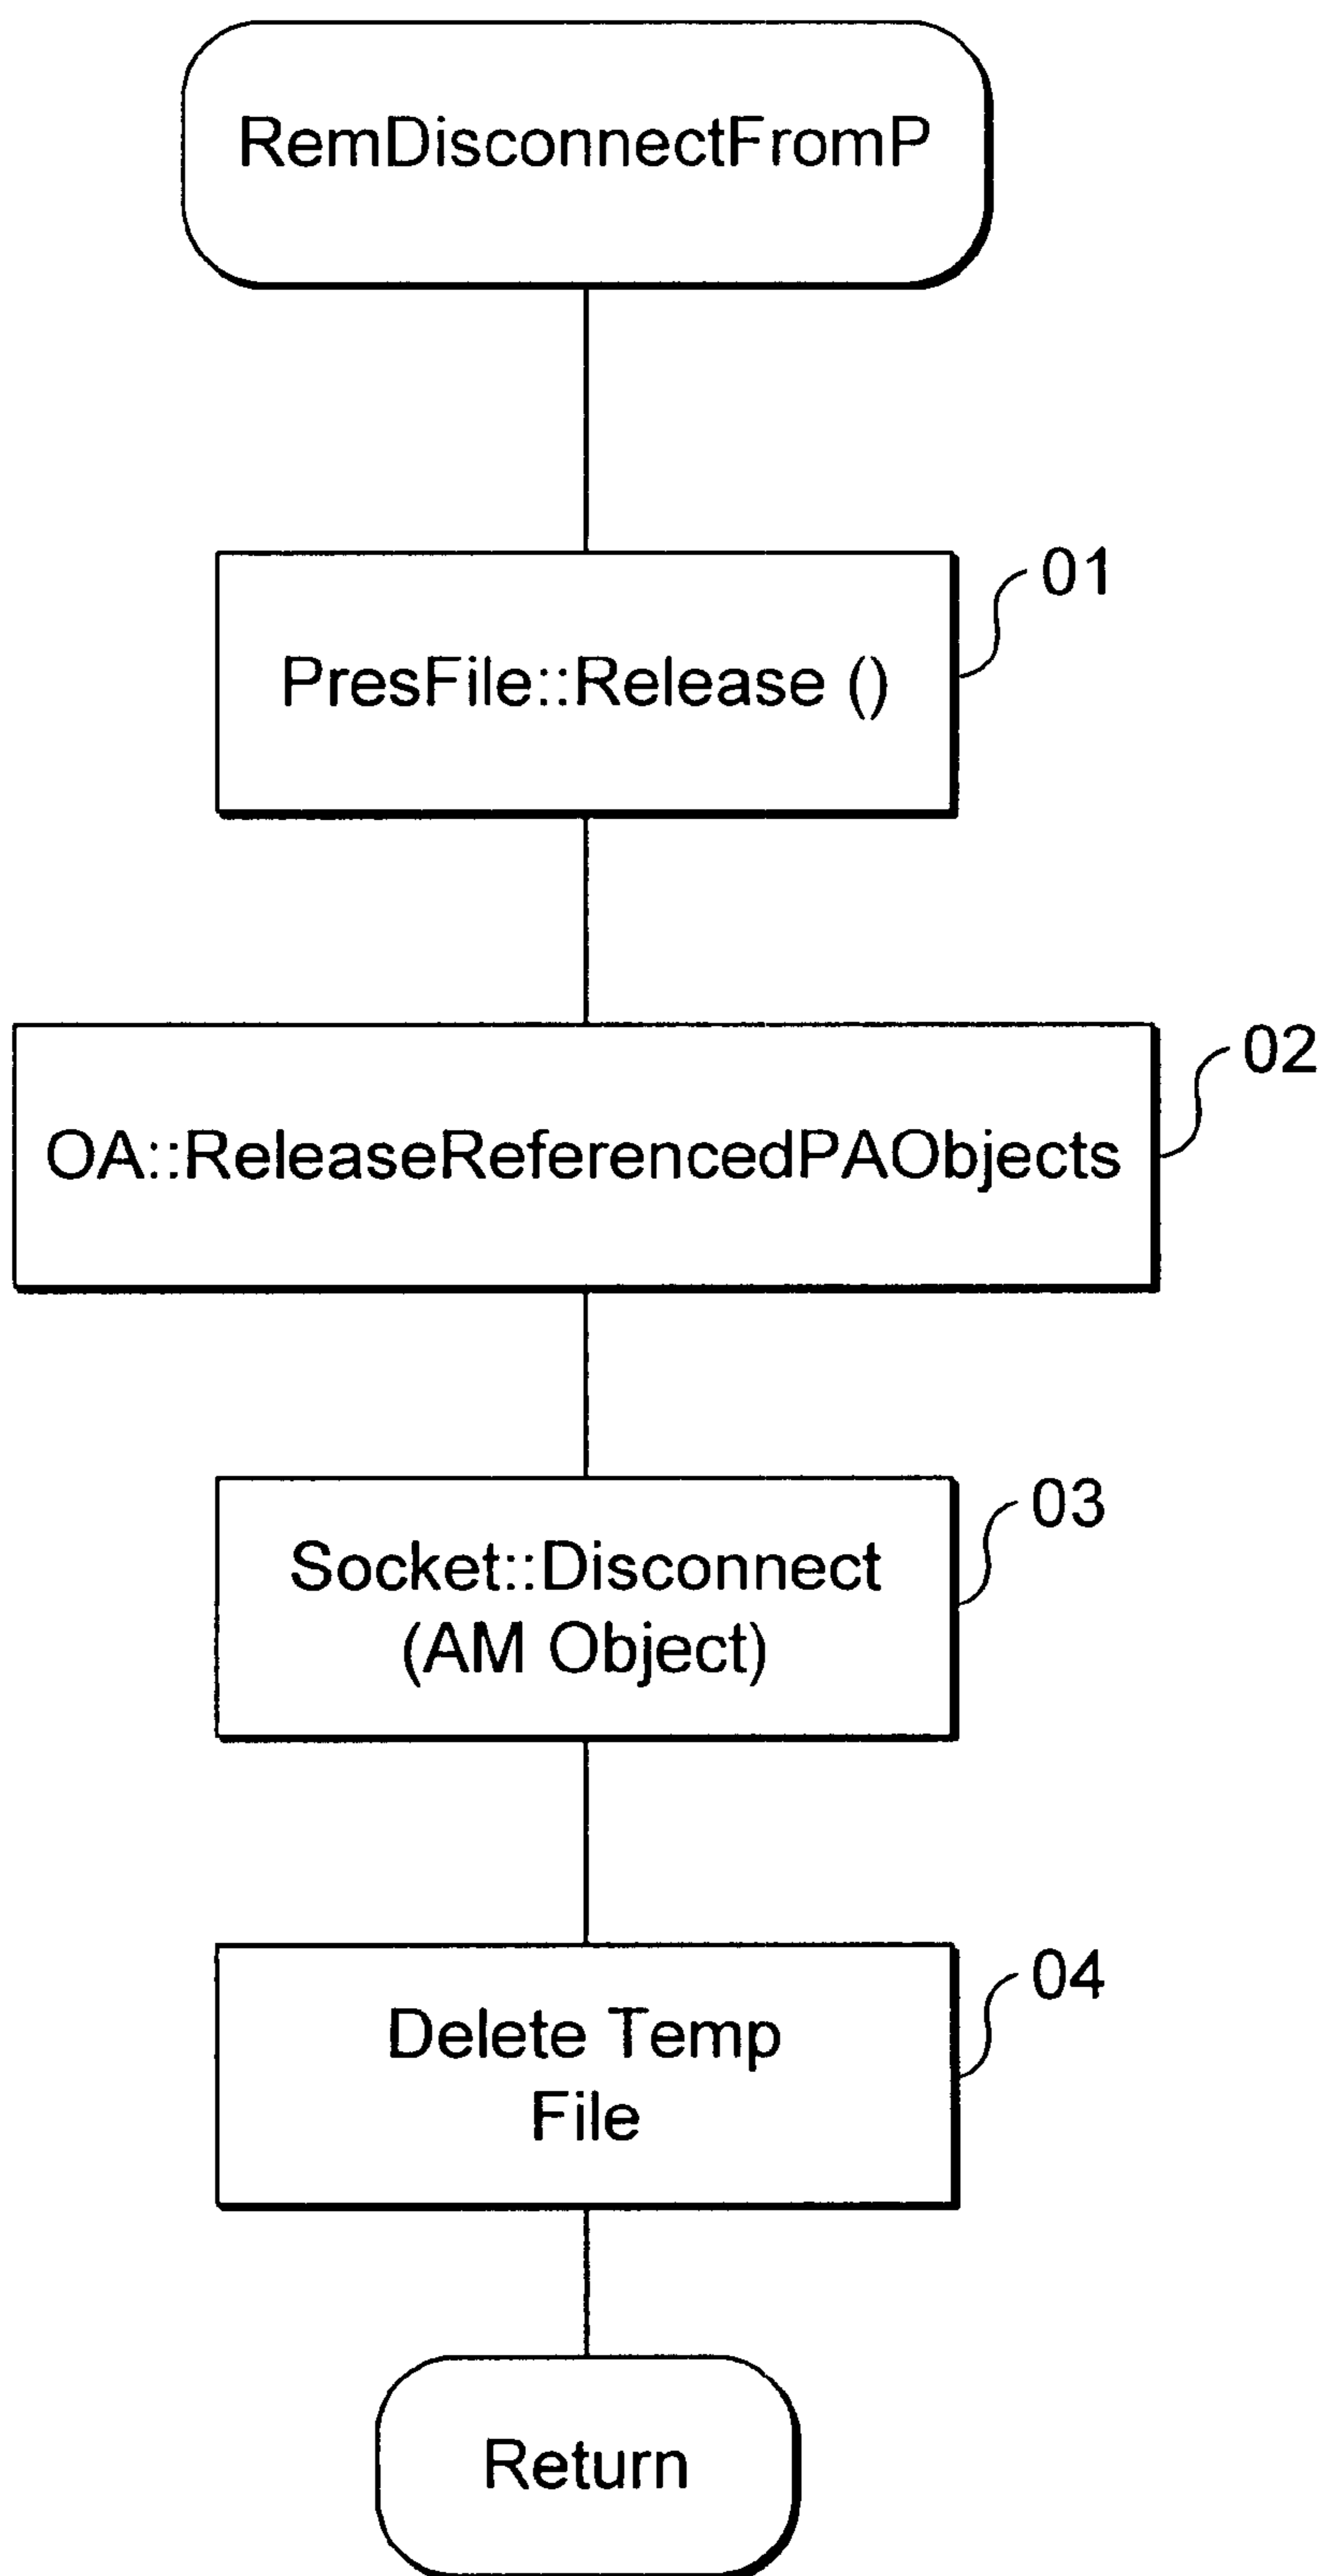 RemDisconnectFromP
01
PresFile::Release ()
02
OA::ReleaseReferencedPAObjects
03
Socket::Disconnect
(AM Object)
04
Delete Temp
File
Return